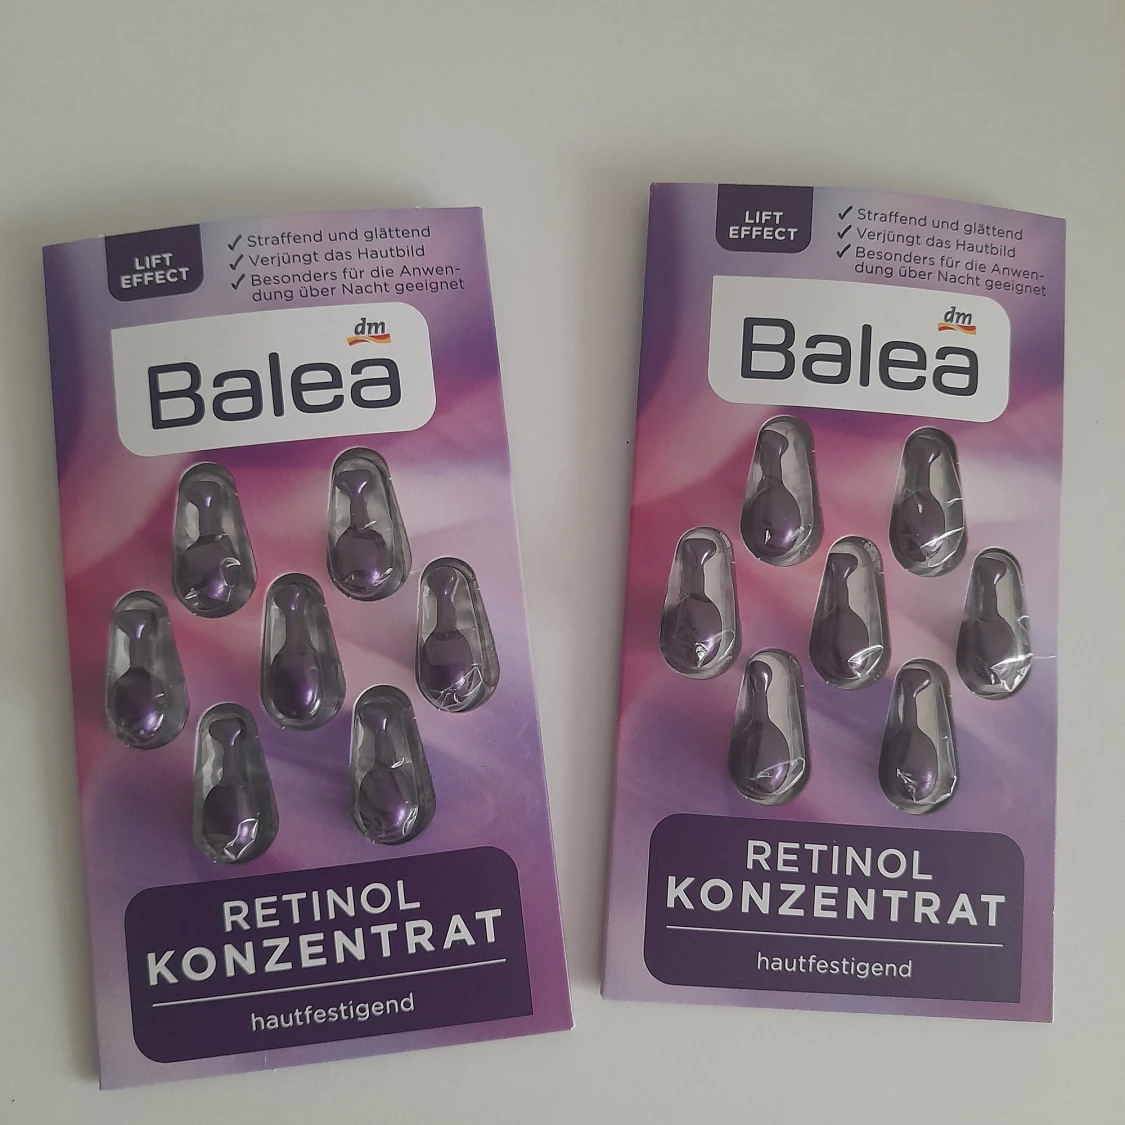 LIFT
EFFECT
✓ Straffend und glättend
✓ Verjüngt das Hautbild
✓ Besonders für die Anwen-
dung über Nacht geeignet
dm
Balea
RETINOL
KONZENTRAT
hautfestigend
LIFT
EFFECT
✓ Straffend und glättend
✓ Verjüngt das Hautbild
✓ Besonders für die Anwen-
dung über Nacht geeignet
dm
Balea
RETINOL
KONZENTRAT
hautfestigend